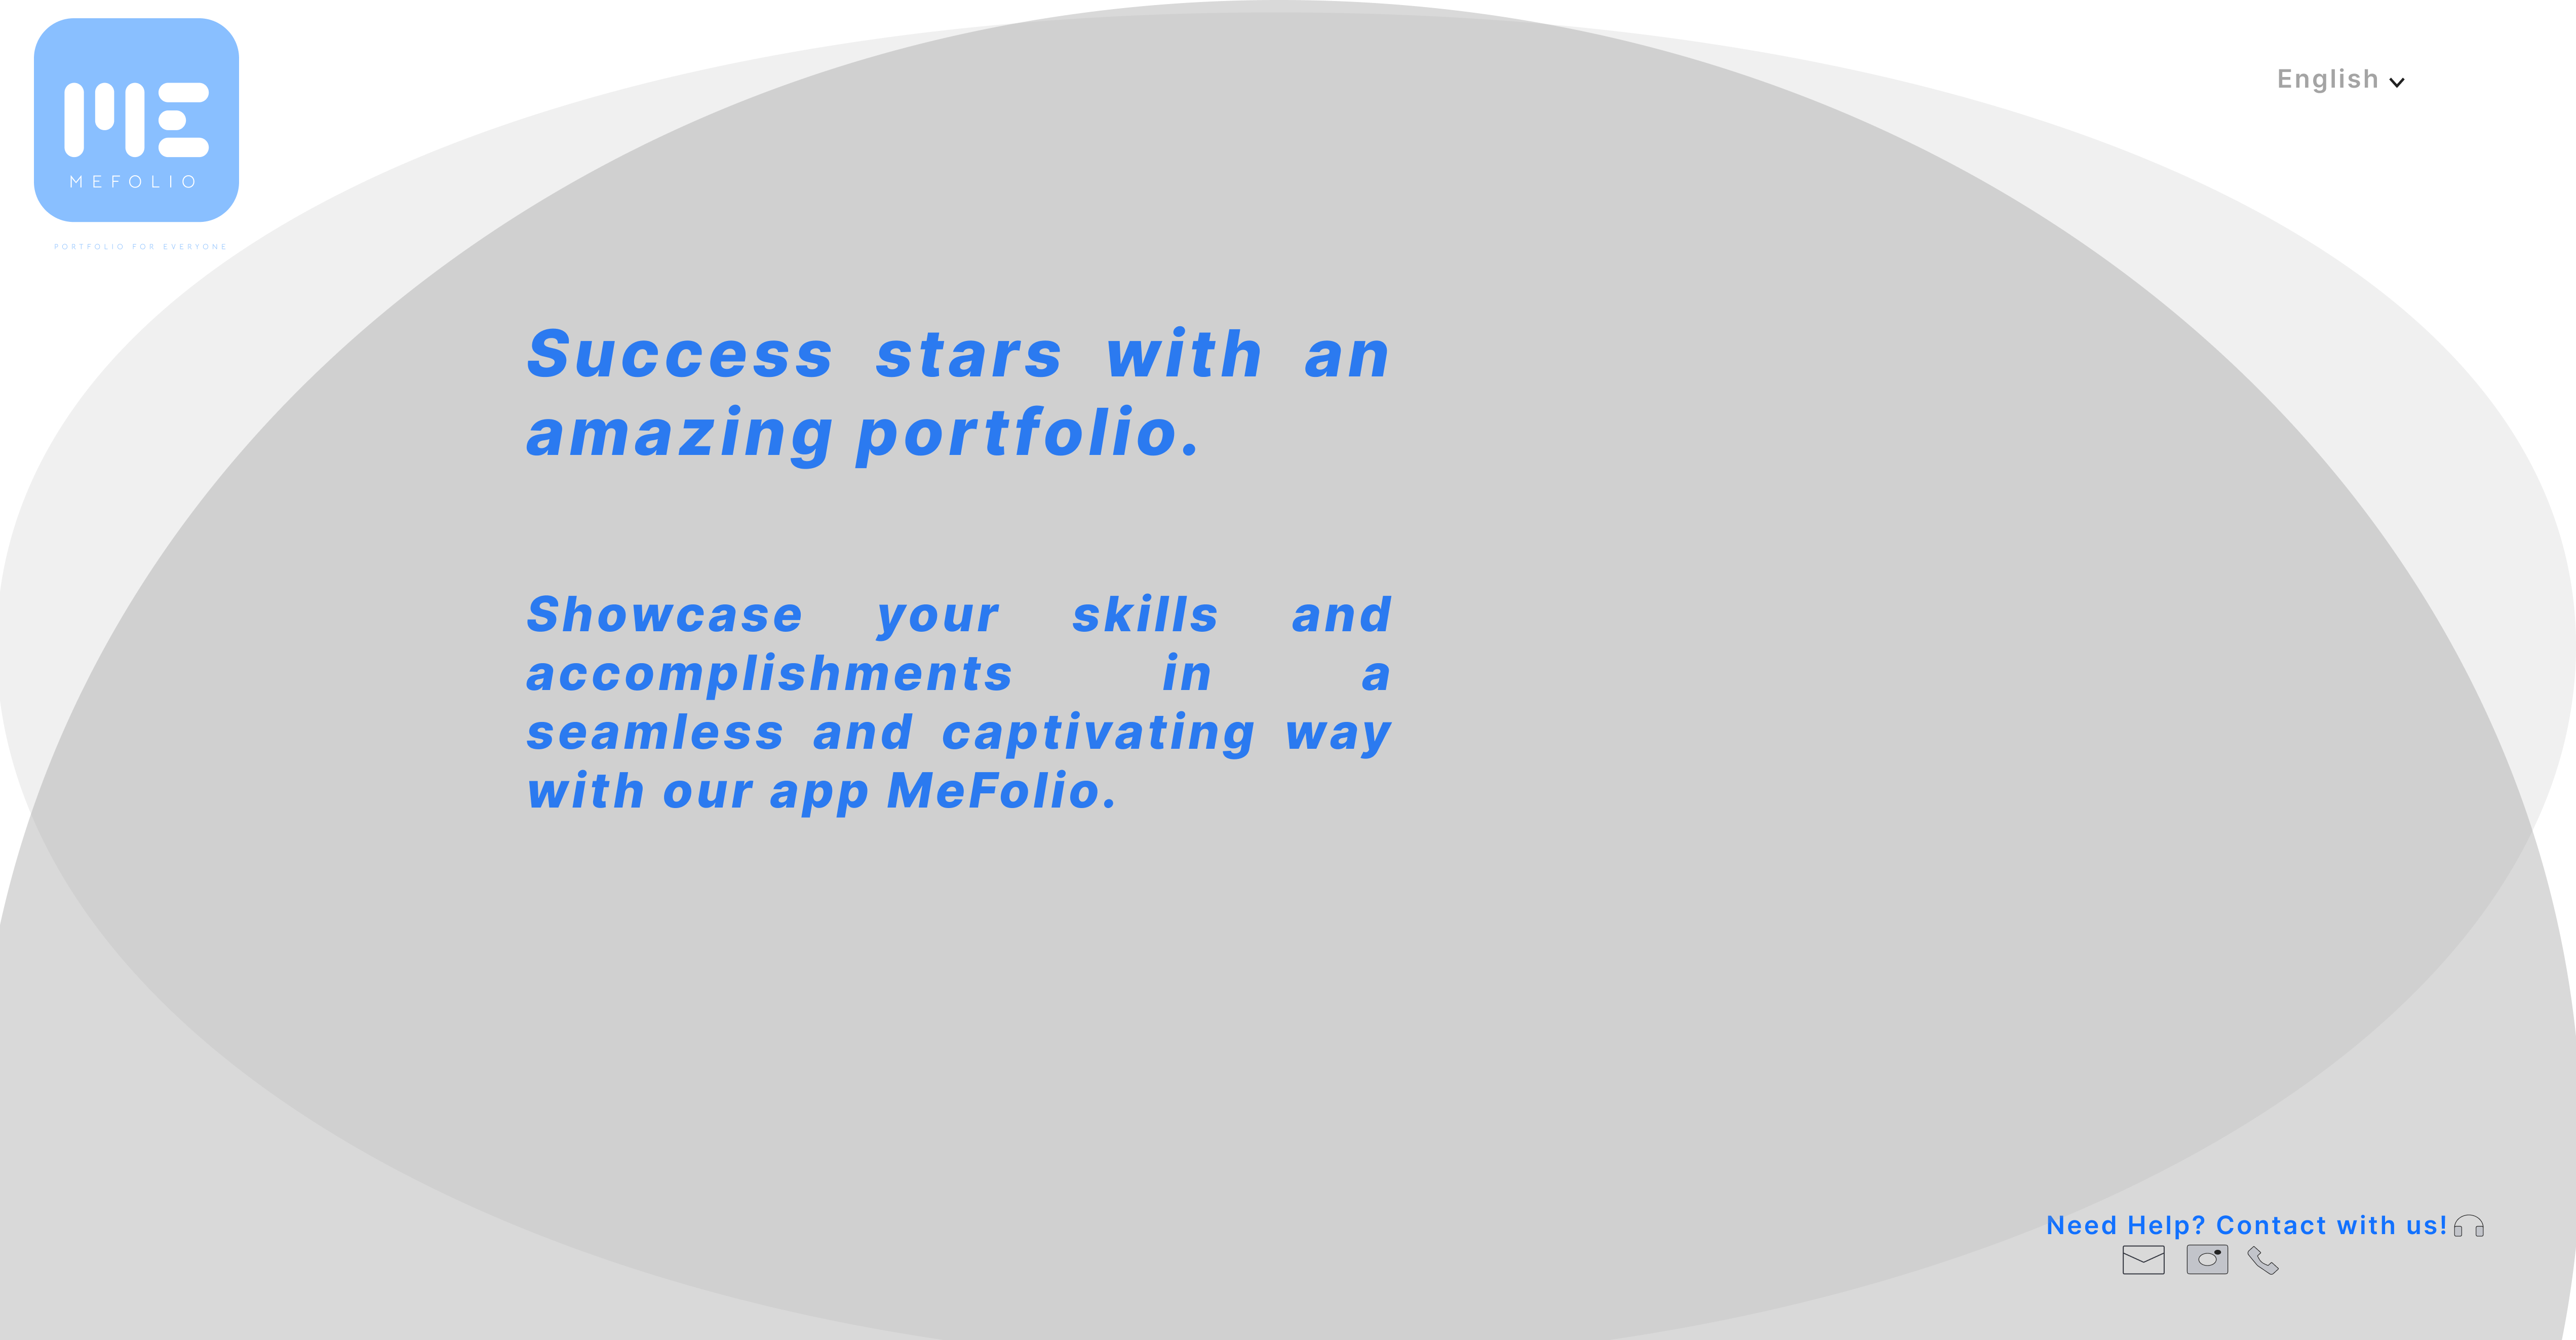 ME
MEFOLIO
PORTFOLIO FOR EVERYONE
English
Success stars with an
amazing portfolio.
Showcase your skills and
accomplishments in a
seamless and captivating way
with our app MeFolio.
Need Help? Contact with us!